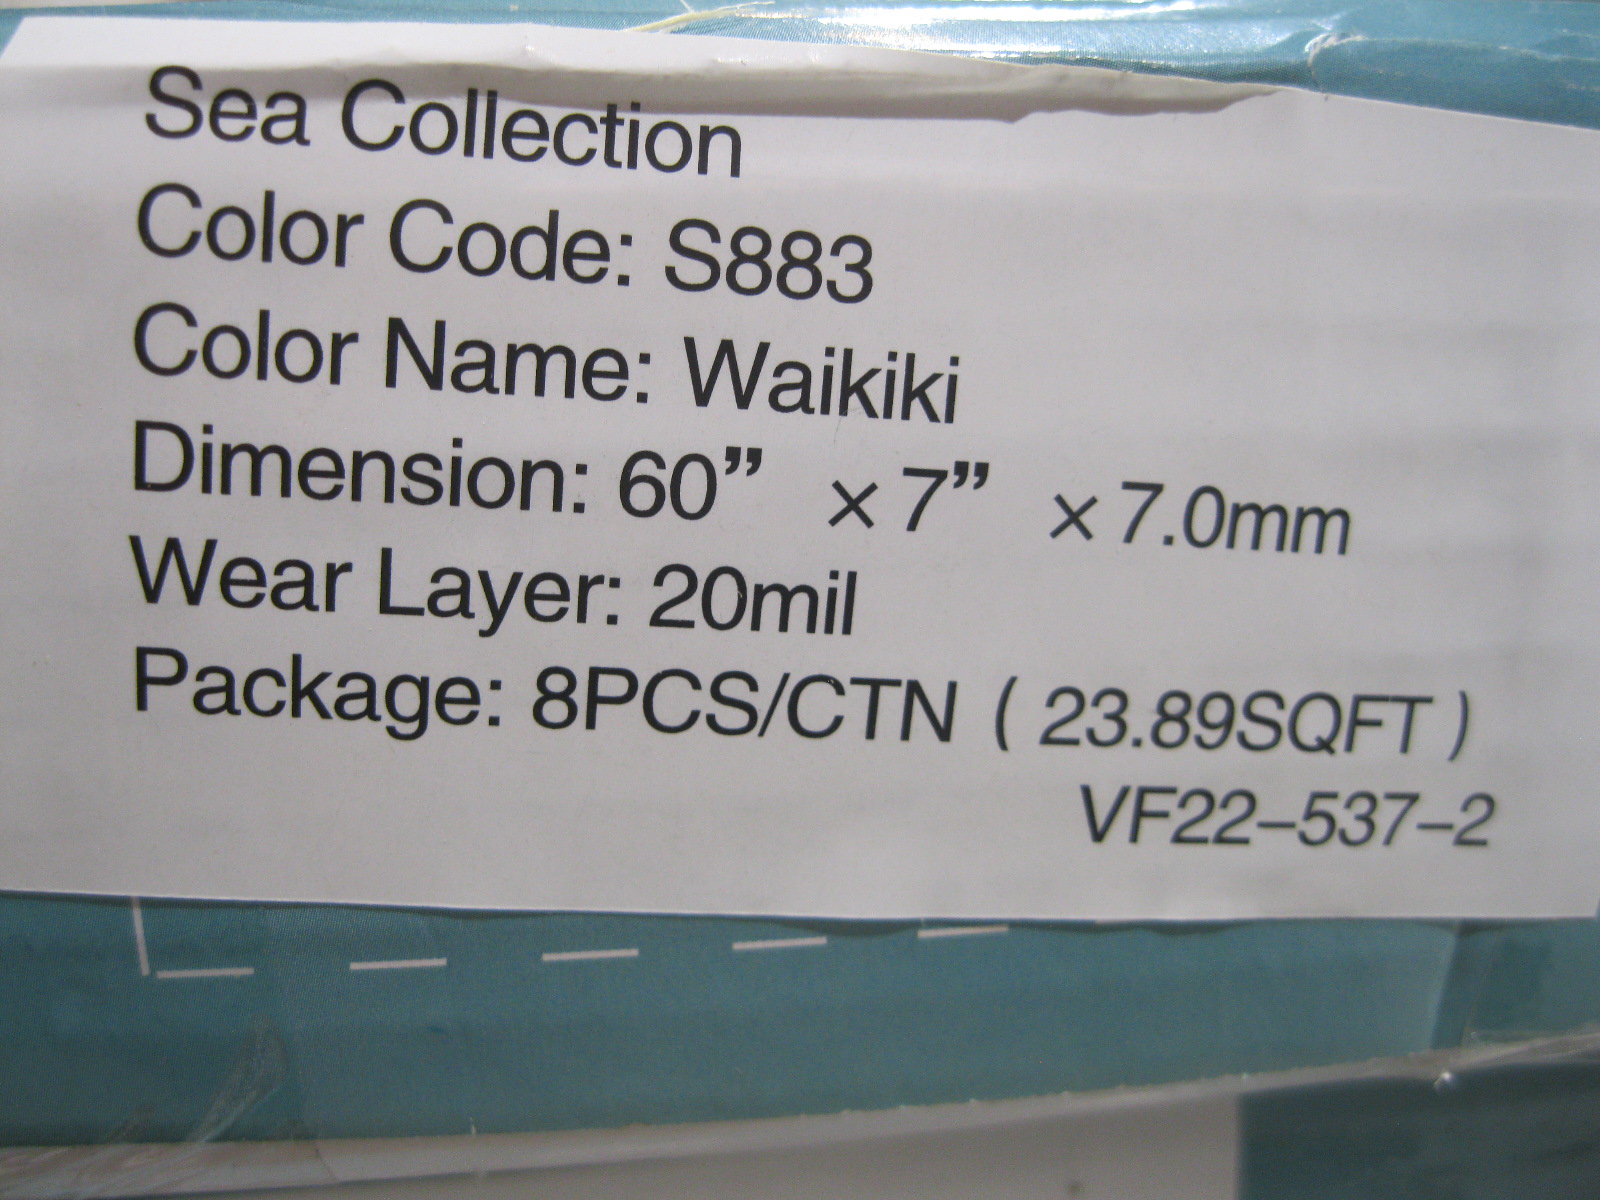 Sea Collection
Color Code: S883
Color Name: Waikiki
Dimension: 60” ×7” ×7.0mm
Wear Layer: 20mil
Package: 8PCS/CTN ( 23.89SQFT )
VF22–537–2